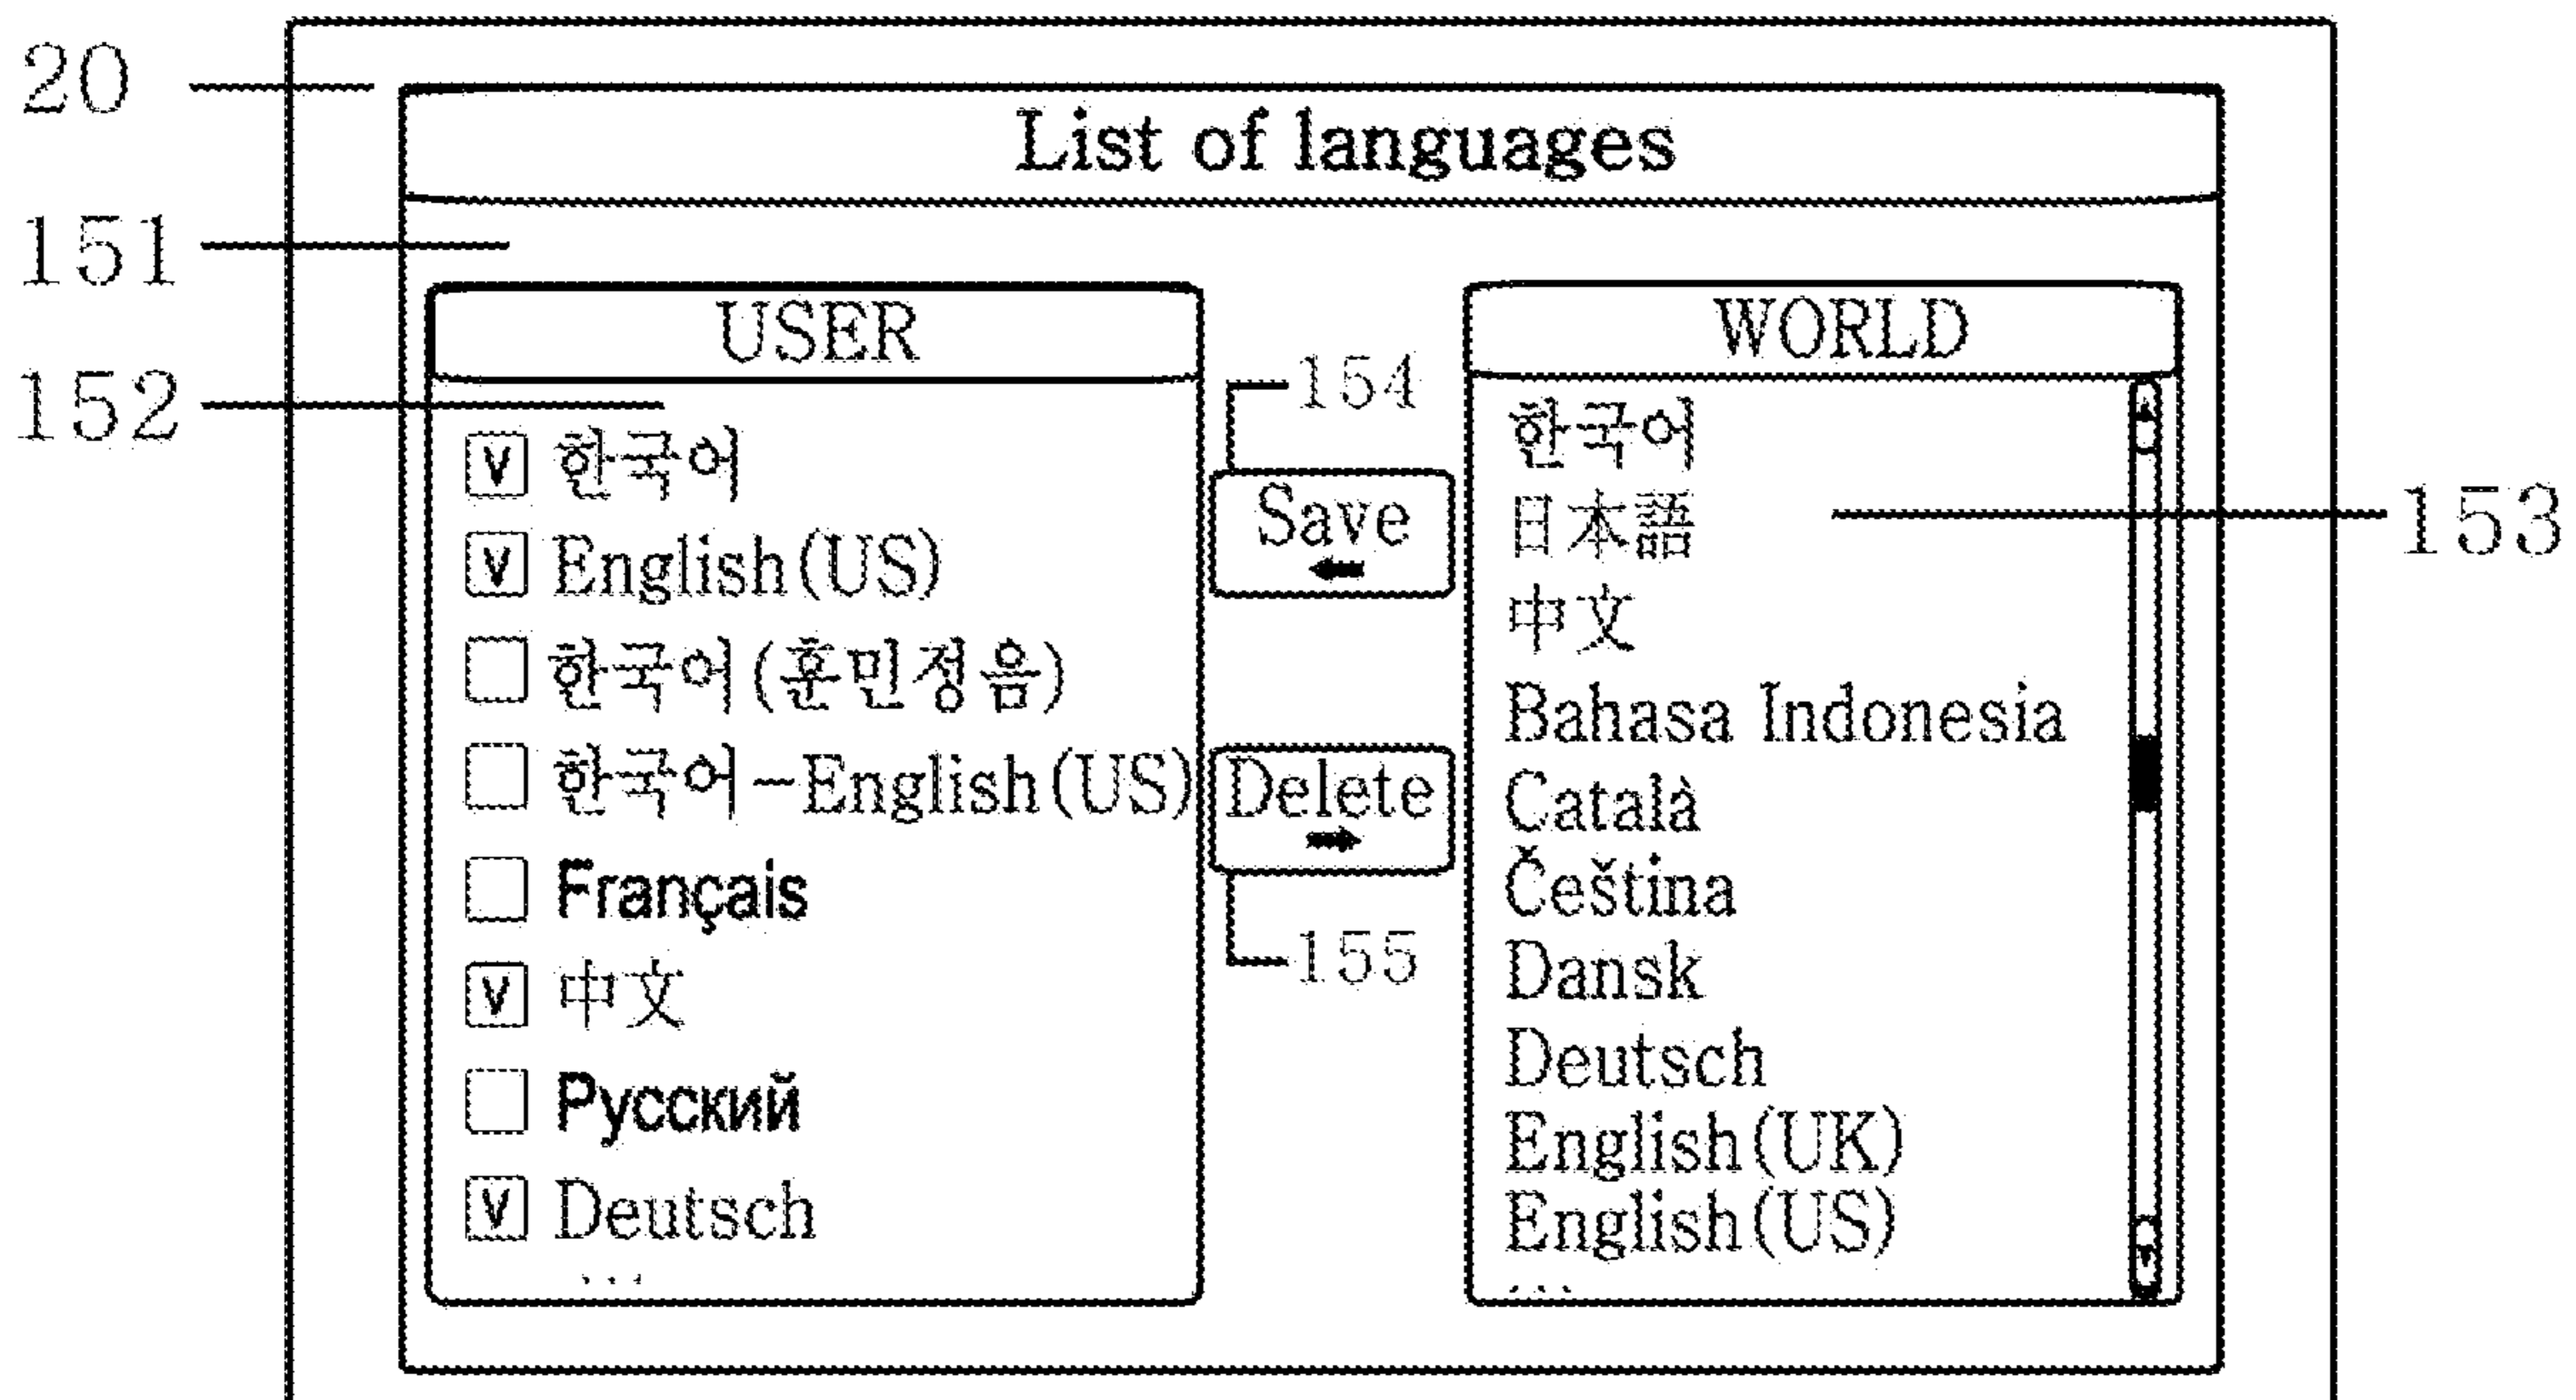 20
List of languages
151
USER
152
V 한국어
V English(US)
한국어(훈민정음)
한국어-English(US)
Français
V 中文
Русский
V Deutsch
...
154
Save
Delete
155
WORLD
한국어
日本語
中文
Bahasa Indonesia
Català
Čeština
Dansk
Deutsch
English(UK)
English(US)
...
153